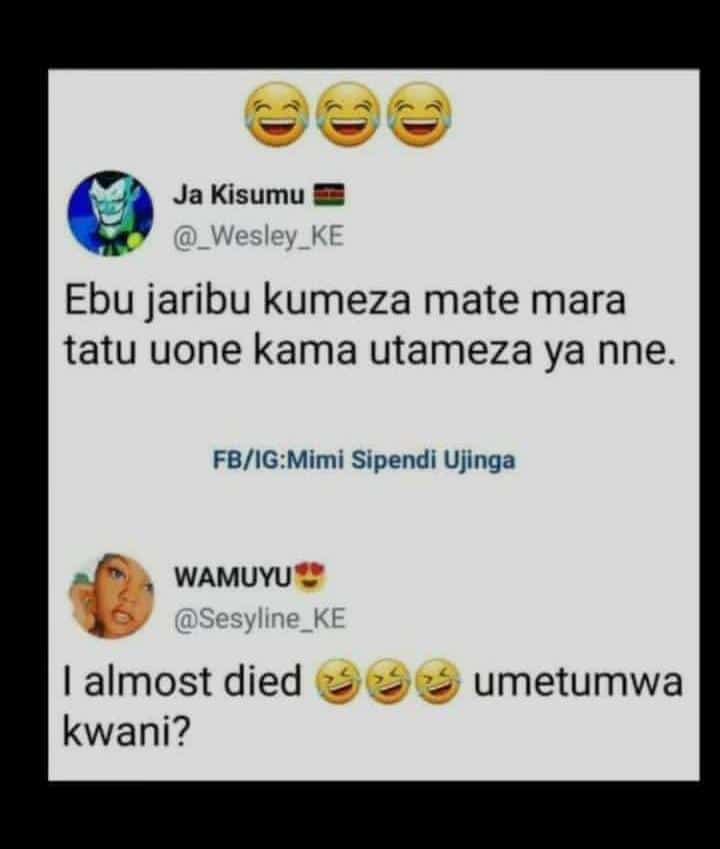 😂😂😂
Ja Kisumu 🇰🇪
@_Wesley_KE
Ebu jaribu kumeza mate mara
tatu uone kama utameza ya nne.
FB/IG:Mimi Sipendi Ujinga
WAMUYU😍
@Sesyline_KE
I almost died 🤣🤣🤣 umetumwa
kwani?